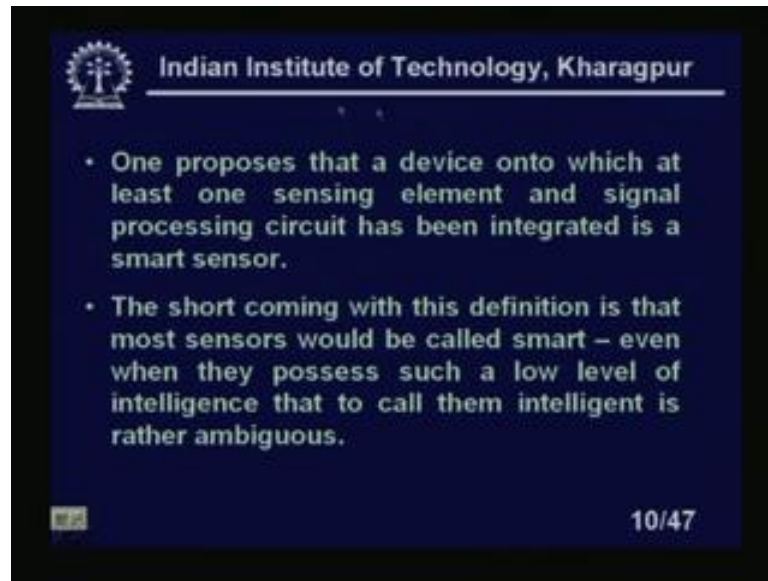 Indian Institute of Technology, Kharagpur
• One proposes that a device onto which at
least one sensing element and signal
processing circuit has been integrated is a
smart sensor.
• The short coming with this definition is that
most sensors would be called smart – even
when they possess such a low level of
intelligence that to call them intelligent is
rather ambiguous.
10/47